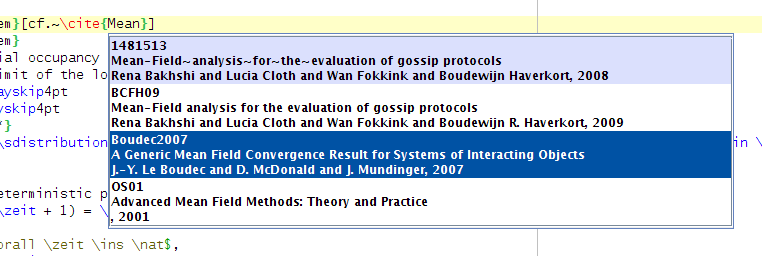 em}[cf.~\cite{Mean}]
em}
ial occupancy
imit of the lo
ayskip4pt
yskip4pt
"}
\sdistribution
in \
eterministic p
\zeit + 1) = \
orall \zeit \ins \nat$,
1481513
Mean-Field~analysis~for~the~evaluation of gossip protocols
Rena Bakhshi and Lucia Cloth and Wan Fokkink and Boudewijn Haverkort, 2008
BCFH09
Mean-Field analysis for the evaluation of gossip protocols
Rena Bakhshi and Lucia Cloth and Wan Fokkink and Boudewijn R. Haverkort, 2009
Boudec2007
A Generic Mean Field Convergence Result for Systems of Interacting Objects
J.-Y. Le Boudec and D. McDonald and J. Mundinger, 2007
OS01
Advanced Mean Field Methods: Theory and Practice
, 2001